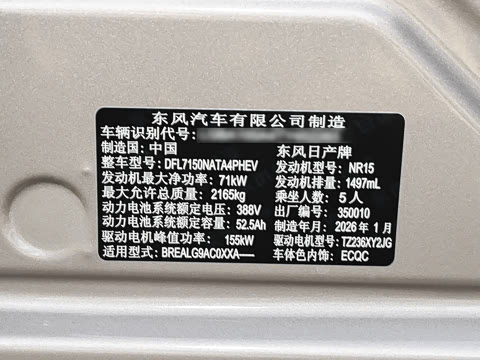 东风汽车有限公司制造
车辆识别代号:
制造国: 中国 东风日产牌
整车型号: DFL7150NATA4PHEV 发动机型号: NR15
发动机最大净功率: 71kW 发动机排量: 1497mL
最大允许总质量: 2165kg 乘坐人数: 5人
动力电池系统额定电压: 388V 出厂编号: 350010
动力电池系统额定容量: 52.5Ah 制造年月: 2026年1月
驱动电机峰值功率: 155kW 驱动电机型号: TZ236XY2JG
适用型式: BREALG9AC0XXA—— 车体色内饰: ECQC